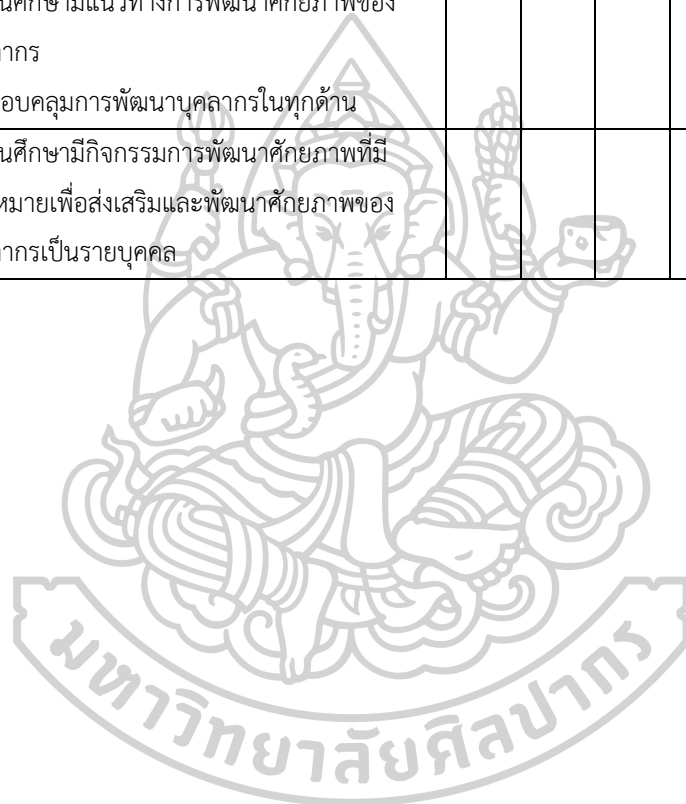 นศึกษามีแนวทางการพัฒนาศักยภาพของ
ลากร
อบคลุมการพัฒนาบุคลากรในทุกด้าน
นศึกษามีกิจกรรมการพัฒนาศักยภาพที่มี
หมายเพื่อส่งเสริมและพัฒนาศักยภาพของ
ลากรเป็นรายบุคคล
มหาวิทยาลัยศิลปากร